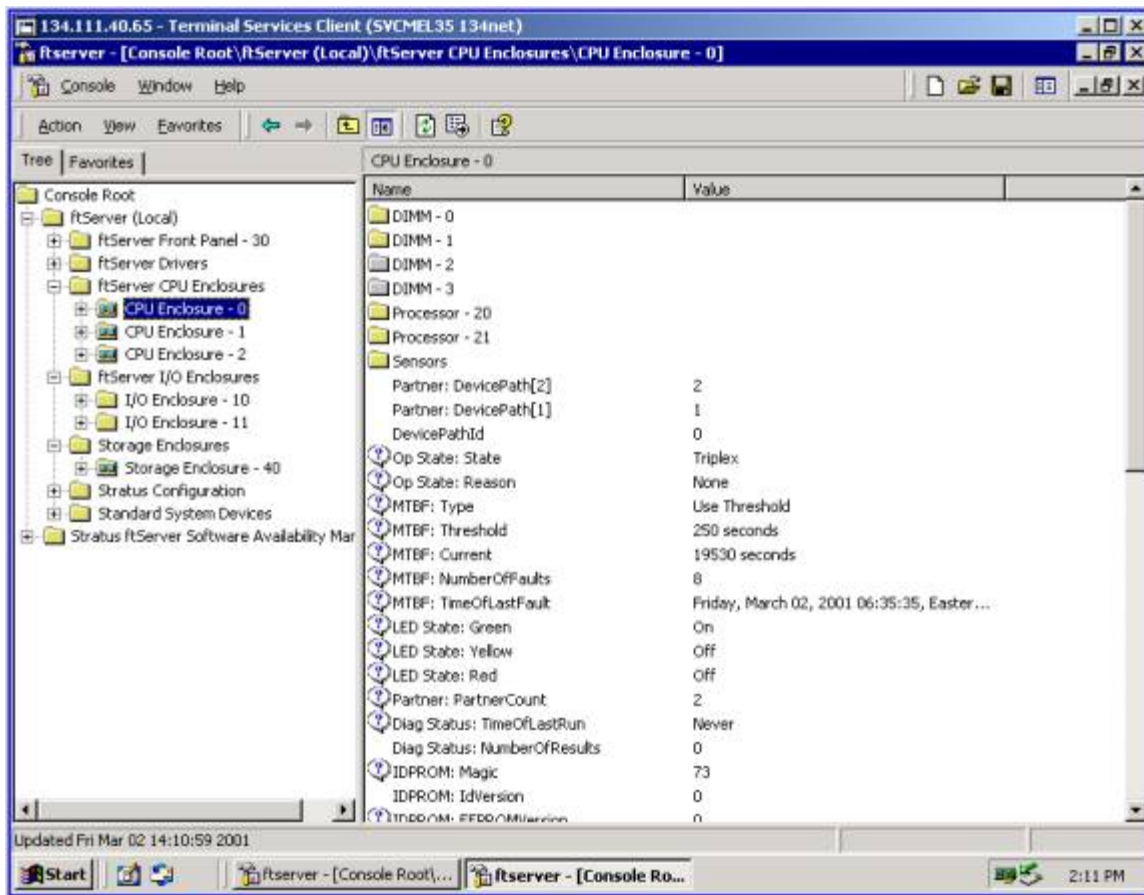 134.111.40.65 - Terminal Services Client (SVCMEL35 134net)
ftserver - [Console Root\ftServer (Local)\ftServer CPU Enclosures\CPU Enclosure - 0]
Console Window Help
Action View Favorites
Tree Favorites
CPU Enclosure - 0
Console Root
ftServer (Local)
ftServer Front Panel - 30
ftServer Drivers
ftServer CPU Enclosures
CPU Enclosure - 0
CPU Enclosure - 1
CPU Enclosure - 2
ftServer I/O Enclosures
I/O Enclosure - 10
I/O Enclosure - 11
Storage Enclosures
Storage Enclosure - 40
Stratus Configuration
Standard System Devices
Stratus ftServer Software Availability Mar
Name Value
DIMM - 0
DIMM - 1
DIMM - 2
DIMM - 3
Processor - 20
Processor - 21
Sensors
Partner: DevicePath[2] 2
Partner: DevicePath[1] 1
DevicePathId 0
Op State: State Triplex
Op State: Reason None
MTBF: Type Use Threshold
MTBF: Threshold 250 seconds
MTBF: Current 19530 seconds
MTBF: NumberOfFaults 8
MTBF: TimeOfLastFault Friday, March 02, 2001 06:35:35, Easter...
LED State: Green On
LED State: Yellow Off
LED State: Red Off
Partner: PartnerCount 2
Diag Status: TimeOfLastRun Never
Diag Status: NumberOfResults 0
IDPROM: Magic 73
IDPROM: IdVersion 0
IDPROM: EEPROMVersion 0
Updated Fri Mar 02 14:10:59 2001
Start ftserver - [Console Root\... ftserver - [Console Ro... 2:11 PM